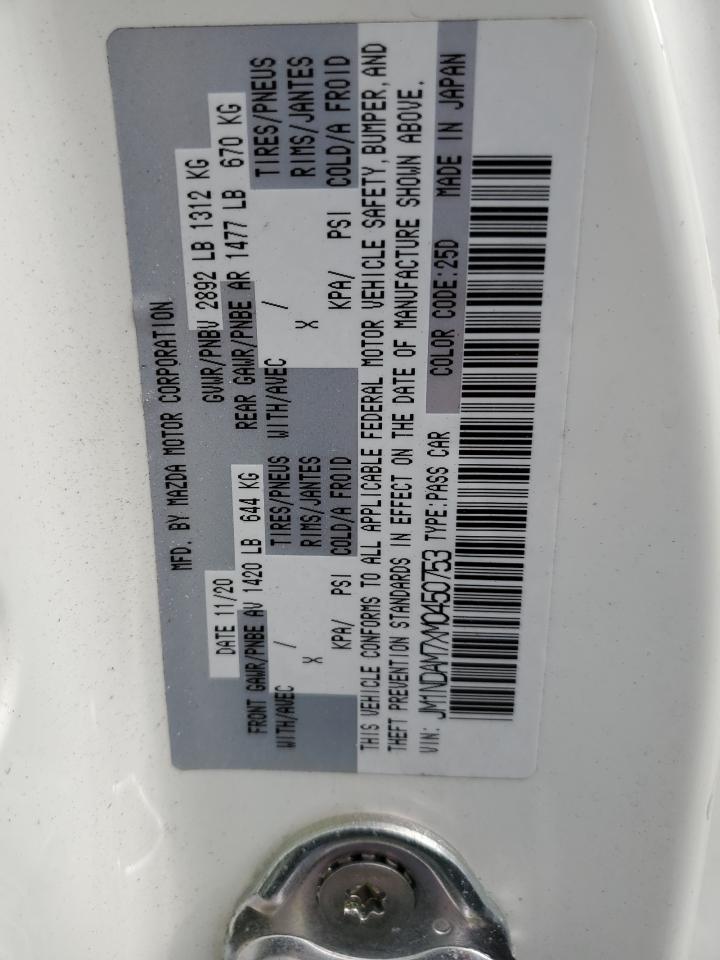 MFD. BY MAZDA MOTOR CORPORATION
DATE 11/20 GVWR/PNBV 2892 LB 1312 KG
FRONT GAWR/PNBE AV 1420 LB 644 KG REAR GAWR/PNBE AR 1477 LB 670 KG
WITH/AVEC / TIRES/PNEUS WITH/AVEC / TIRES/PNEUS
X RIMS/JANTES X RIMS/JANTES
KPA/ PSI COLD/A FROID KPA/ PSI COLD/A FROID
THIS VEHICLE CONFORMS TO ALL APPLICABLE FEDERAL MOTOR VEHICLE SAFETY, BUMPER, AND
THEFT PREVENTION STANDARDS IN EFFECT ON THE DATE OF MANUFACTURE SHOWN ABOVE.
VIN: JM1NDAM7XM0450753 TYPE:PASS CAR COLOR CODE:25D MADE IN JAPAN